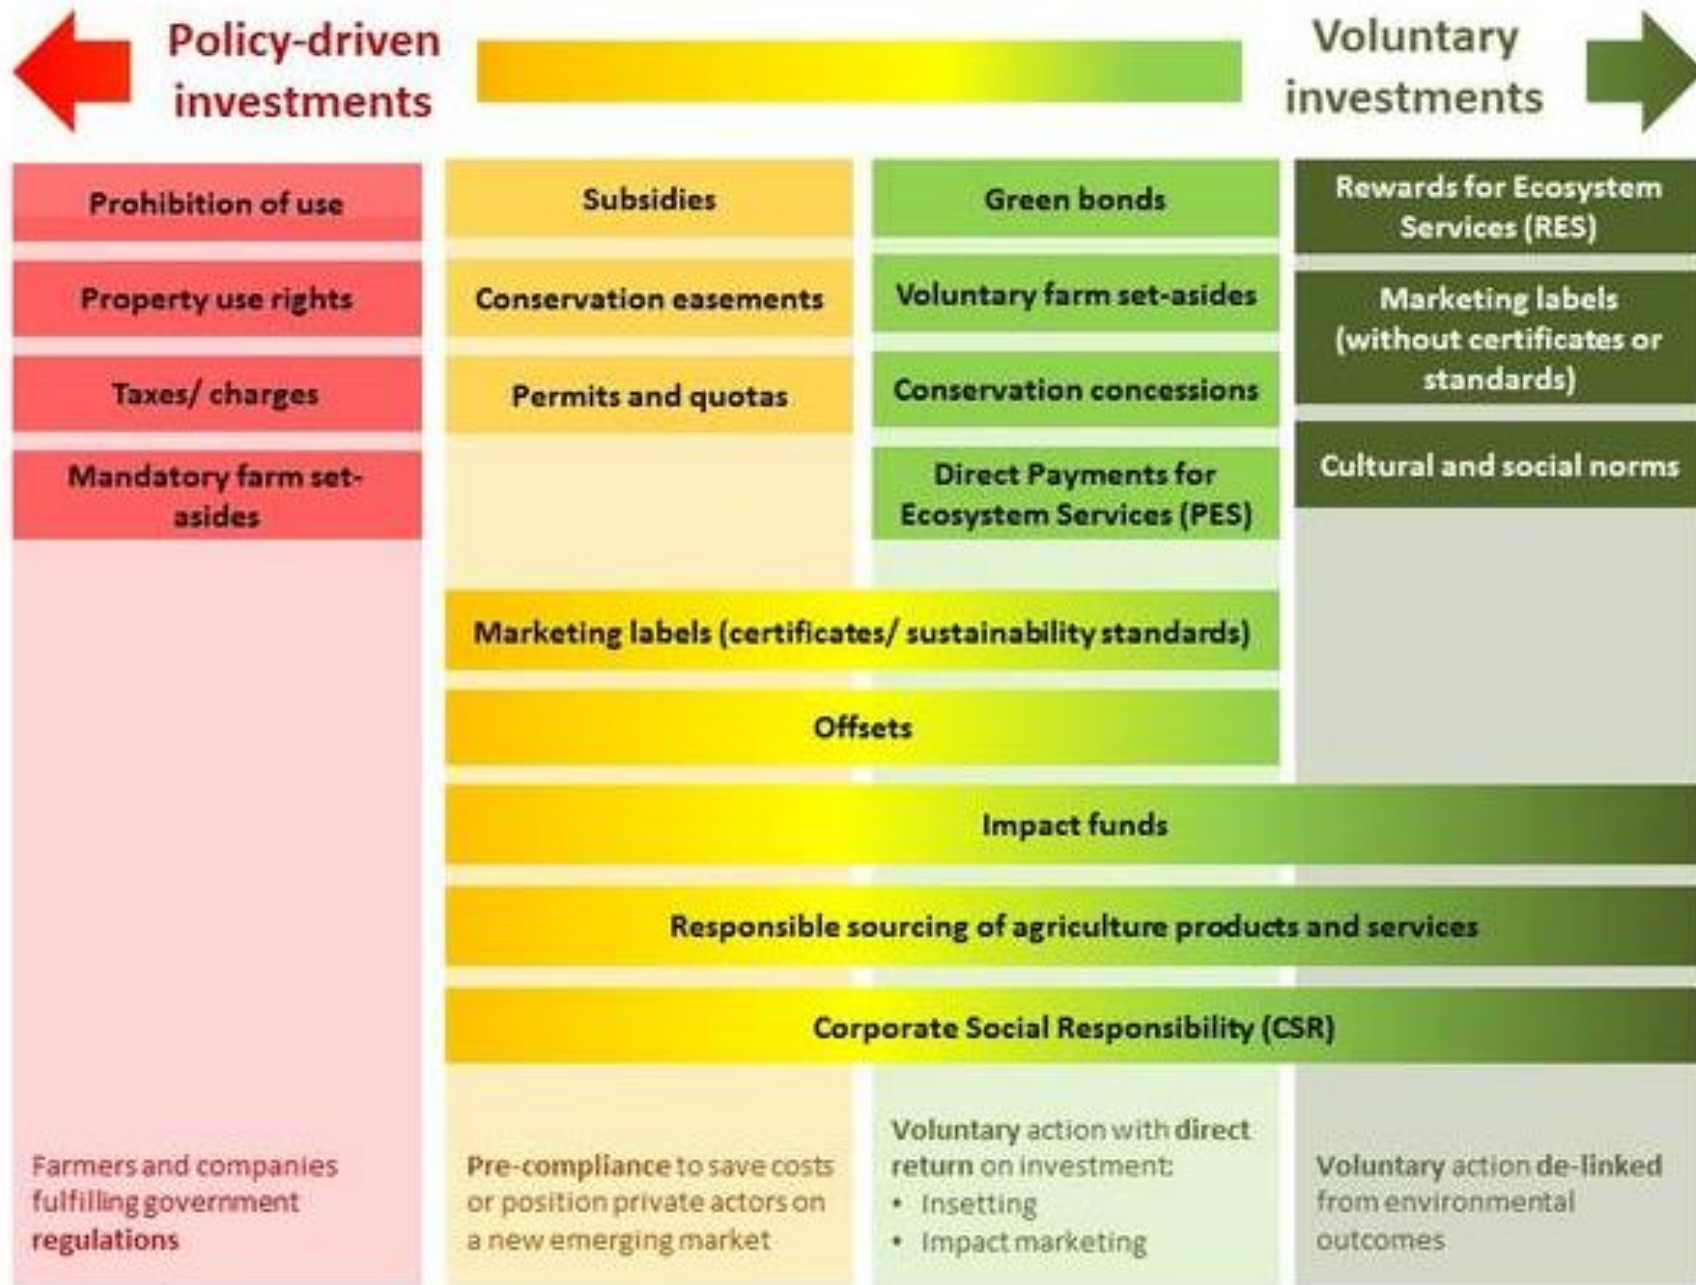 Policy-driven
investments
Voluntary
investments
Prohibition of use
Property use rights
Taxes/ charges
Mandatory farm set-
asides
Subsidies
Conservation easements
Permits and quotas
Green bonds
Voluntary farm set-asides
Conservation concessions
Direct Payments for
Ecosystem Services (PES)
Rewards for Ecosystem
Services (RES)
Marketing labels
(without certificates or
standards)
Cultural and social norms
Marketing labels (certificates/ sustainability standards)
Offsets
Impact funds
Responsible sourcing of agriculture products and services
Corporate Social Responsibility (CSR)
Farmers and companies
fulfilling government
regulations
Pre-compliance to save costs
or position private actors on
a new emerging market
Voluntary action with direct
return on investment:
• Insetting
• Impact marketing
Voluntary action de-linked
from environmental
outcomes